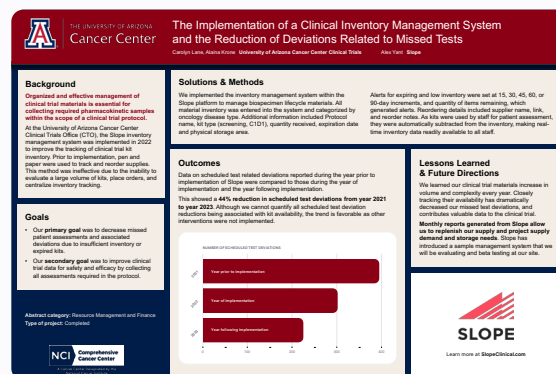 THE UNIVERSITY OF ARIZONA
Cancer Center
The Implementation of a Clinical Inventory Management System
and the Reduction of Deviations Related to Missed Tests
Carolyn Lane, Alaina Krone University of Arizona Cancer Center Clinical Trials Alex Yant Slope
Background
Organized and effective management of
clinical trial materials is essential for
collecting required pharmacokinetic samples
within the scope of a clinical trial protocol.
At the University of Arizona Cancer Center
Clinical Trials Office (CTO), the Slope inventory
management system was implemented in 2022
to improve the tracking of clinical trial kit
inventory. Prior to implementation, pen and
paper were used to track and reorder supplies.
This method was ineffective due to the inability to
evaluate a large volume of kits, place orders, and
centralize inventory tracking.
Goals
• Our primary goal was to decrease missed
patient assessments and associated
deviations due to insufficient inventory or
expired kits.
• Our secondary goal was to improve clinical
trial data for safety and efficacy by collecting
all assessments required in the protocol.
Abstract category: Resource Management and Finance
Type of project: Completed
NCI Comprehensive
Cancer Center
A Cancer Center Designated by the
National Cancer Institute
Solutions & Methods
We implemented the inventory management system within the
Slope platform to manage biospecimen lifecycle materials. All
material inventory was entered into the system and categorized by
oncology disease type. Additional information included Protocol
name, kit type (screening, C1D1), quantity received, expiration date
and physical storage area.
Alerts for expiring and low inventory were set at 15, 30, 45, 60, or
90-day increments, and quantity of items remaining, which
generated alerts. Reordering details included supplier name, link,
and reorder notes. As kits were used by staff for patient assessment,
they were automatically subtracted from the inventory, making real-
time inventory data readily available to all staff.
Outcomes
Data on scheduled test related deviations reported during the year prior to
implementation of Slope were compared to those during the year of
implementation and the year following implementation.
This showed a 44% reduction in scheduled test deviations from year 2021
to year 2023. Although we cannot quantify all scheduled test deviation
reductions being associated with kit availability, the trend is favorable as other
interventions were not implemented.
NUMBER OF SCHEDULED TEST DEVIATIONS
2021
Year prior to implementation
2022
Year of implementation
2023
Year following implementation
0 100 200 300 400
Lessons Learned
& Future Directions
We learned our clinical trial materials increase in
volume and complexity every year. Closely
tracking their availability has dramatically
decreased our missed test deviations, and
contributes valuable data to the clinical trial.
Monthly reports generated from Slope allow
us to replenish our supply and project supply
demand and storage needs. Slope has
introduced a sample management system that we
will be evaluating and beta testing at our site.
SLOPE
Learn more at SlopeClinical.com